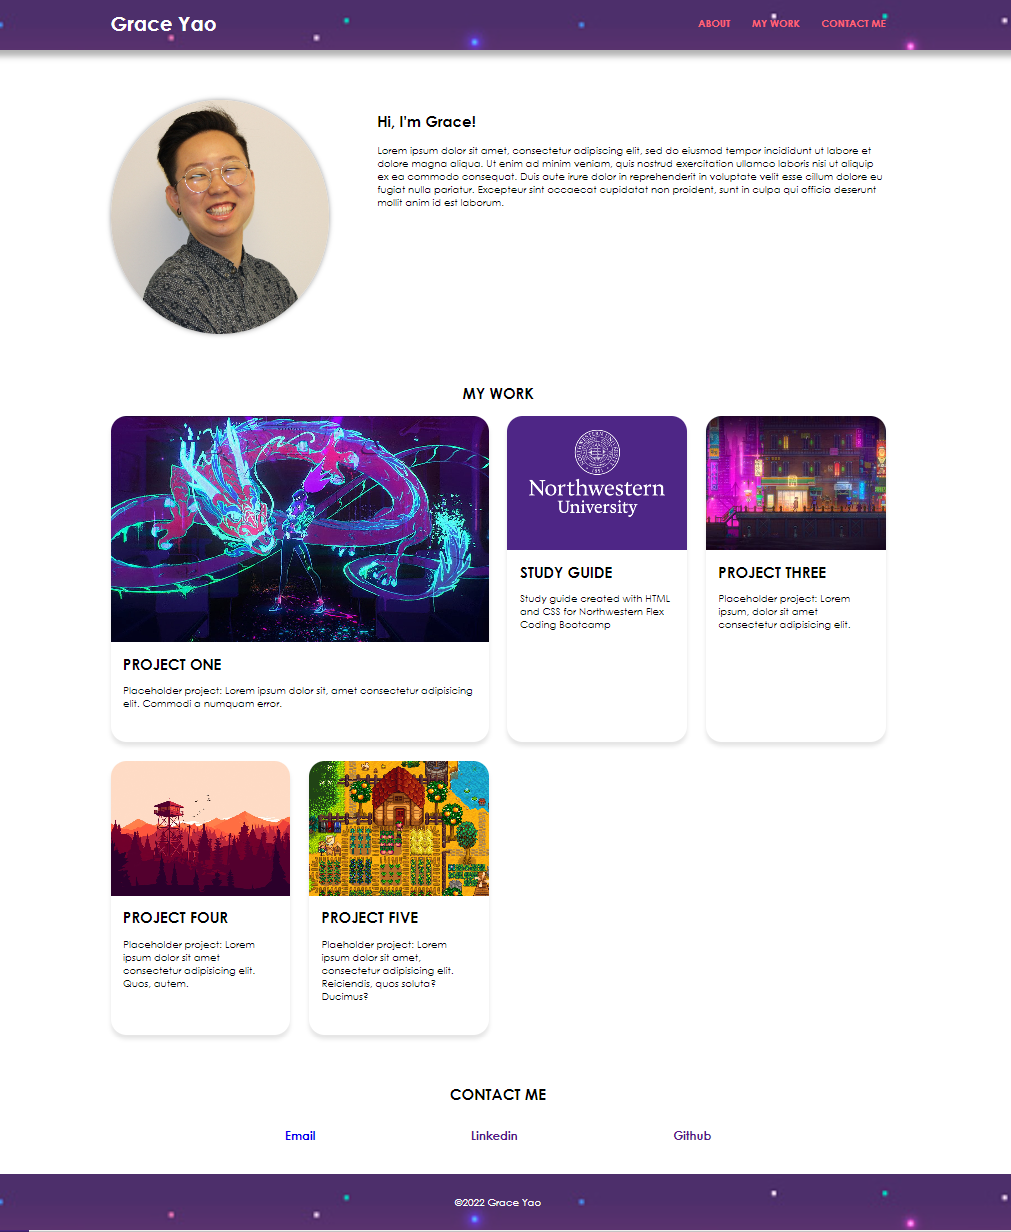 Grace Yao
ABOUT MY WORK CONTACT ME
Hi, I'm Grace!
Lorem ipsum dolor sit amet, consectetur adipiscing elit, sed do eiusmod tempor incididunt ut labore et
dolore magna aliqua. Ut enim ad minim veniam, quis nostrud exercitation ullamco laboris nisi ut aliquip
ex ea commodo consequat. Duis aute irure dolor in reprehenderit in voluptate velit esse cillum dolore eu
fugiat nulla pariatur. Excepteur sint occaecat cupidatat non proident, sunt in culpa qui officia deserunt
mollit anim id est laborum.
MY WORK
Northwestern
University
PROJECT ONE
Placeholder project: Lorem ipsum dolor sit, amet consectetur adipisicing
elit. Commodi a numquam error.
STUDY GUIDE
Study guide created with HTML
and CSS for Northwestern Flex
Coding Bootcamp
PROJECT THREE
Placeholder project: Lorem
ipsum, dolor sit amet
consectetur adipisicing elit.
PROJECT FOUR
Placeholder project: Lorem
ipsum dolor sit amet
consectetur adipisicing elit.
Quos, autem.
PROJECT FIVE
Plaeholder project: Lorem
ipsum dolor sit amet,
consectetur adipisicing elit.
Reiciendis, quos soluta?
Ducimus?
CONTACT ME
Email
Linkedin
Github
©2022 Grace Yao